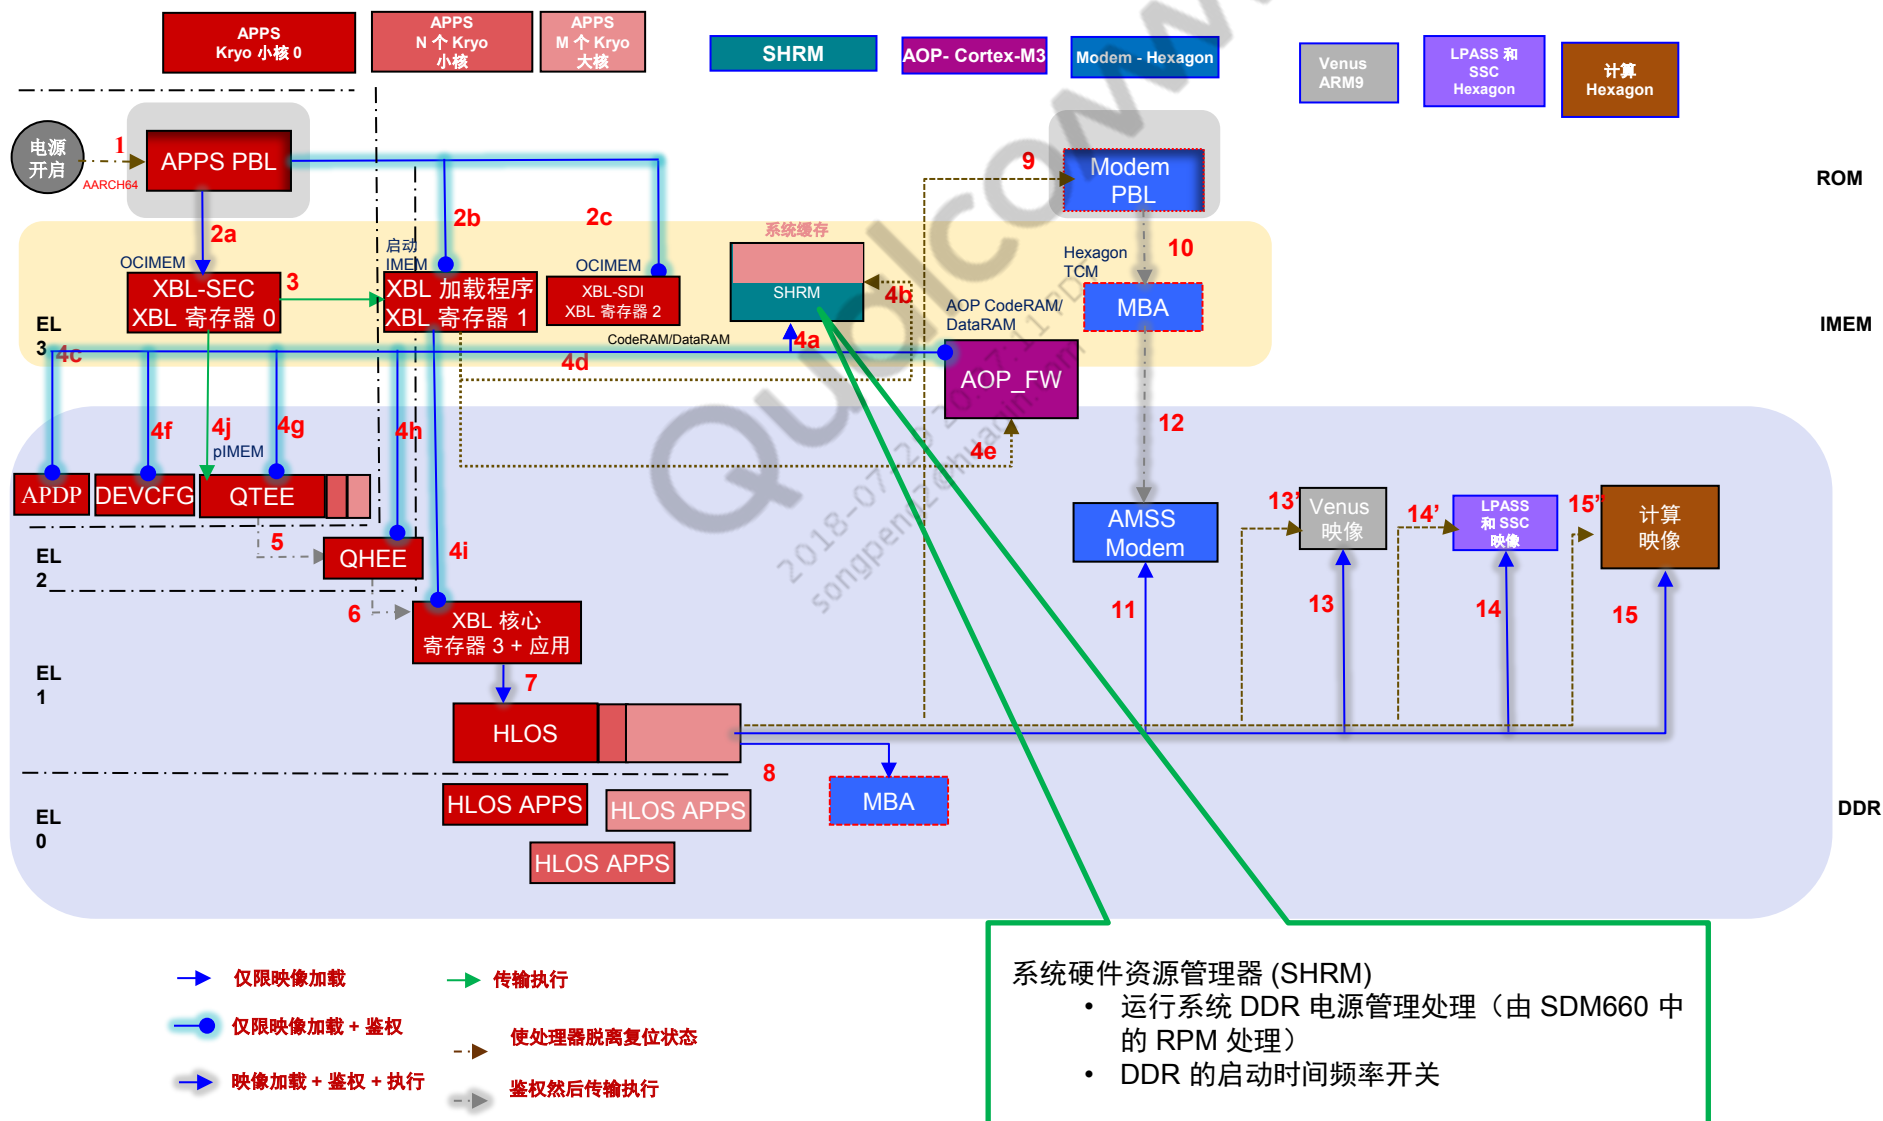 APPS
Kryo 小核 0
APPS
N 个 Kryo
小核
APPS
M 个 Kryo
大核
SHRM
AOP- Cortex-M3
Modem - Hexagon
Venus
ARM9
LPASS 和
SSC
Hexagon
计算
Hexagon
电源
开启
1
AARCH64
APPS PBL
9
Modem
PBL
ROM
2a
2b
2c
系统缓存
10
OCIMEM
启动
IMEM
OCIMEM
Hexagon
TCM
XBL-SEC
XBL 寄存器 0
3
XBL 加载程序
XBL 寄存器 1
XBL-SDI
XBL 寄存器 2
SHRM
4b
AOP CodeRAM/
DataRAM
MBA
EL
3
IMEM
4c
CodeRAM/DataRAM
4a
4d
AOP_FW
4f
4j
4g
4h
pIMEM
4e
12
APDP
DEVCFG
QTEE
AMSS
Modem
13'
Venus
映像
14'
LPASS
和 SSC
映像
15"
计算
映像
5
EL
2
QHEE
4i
6
XBL 核心
寄存器 3 + 应用
11
13
14
15
EL
1
7
HLOS
8
MBA
EL
0
HLOS APPS
HLOS APPS
HLOS APPS
DDR
Qualcomm
仅限映像加载
传输执行
仅限映像加载 + 鉴权
使处理器脱离复位状态
映像加载 + 鉴权 + 执行
鉴权然后传输执行
系统硬件资源管理器 (SHRM)
• 运行系统 DDR 电源管理处理（由 SDM660 中
的 RPM 处理）
• DDR 的启动时间频率开关